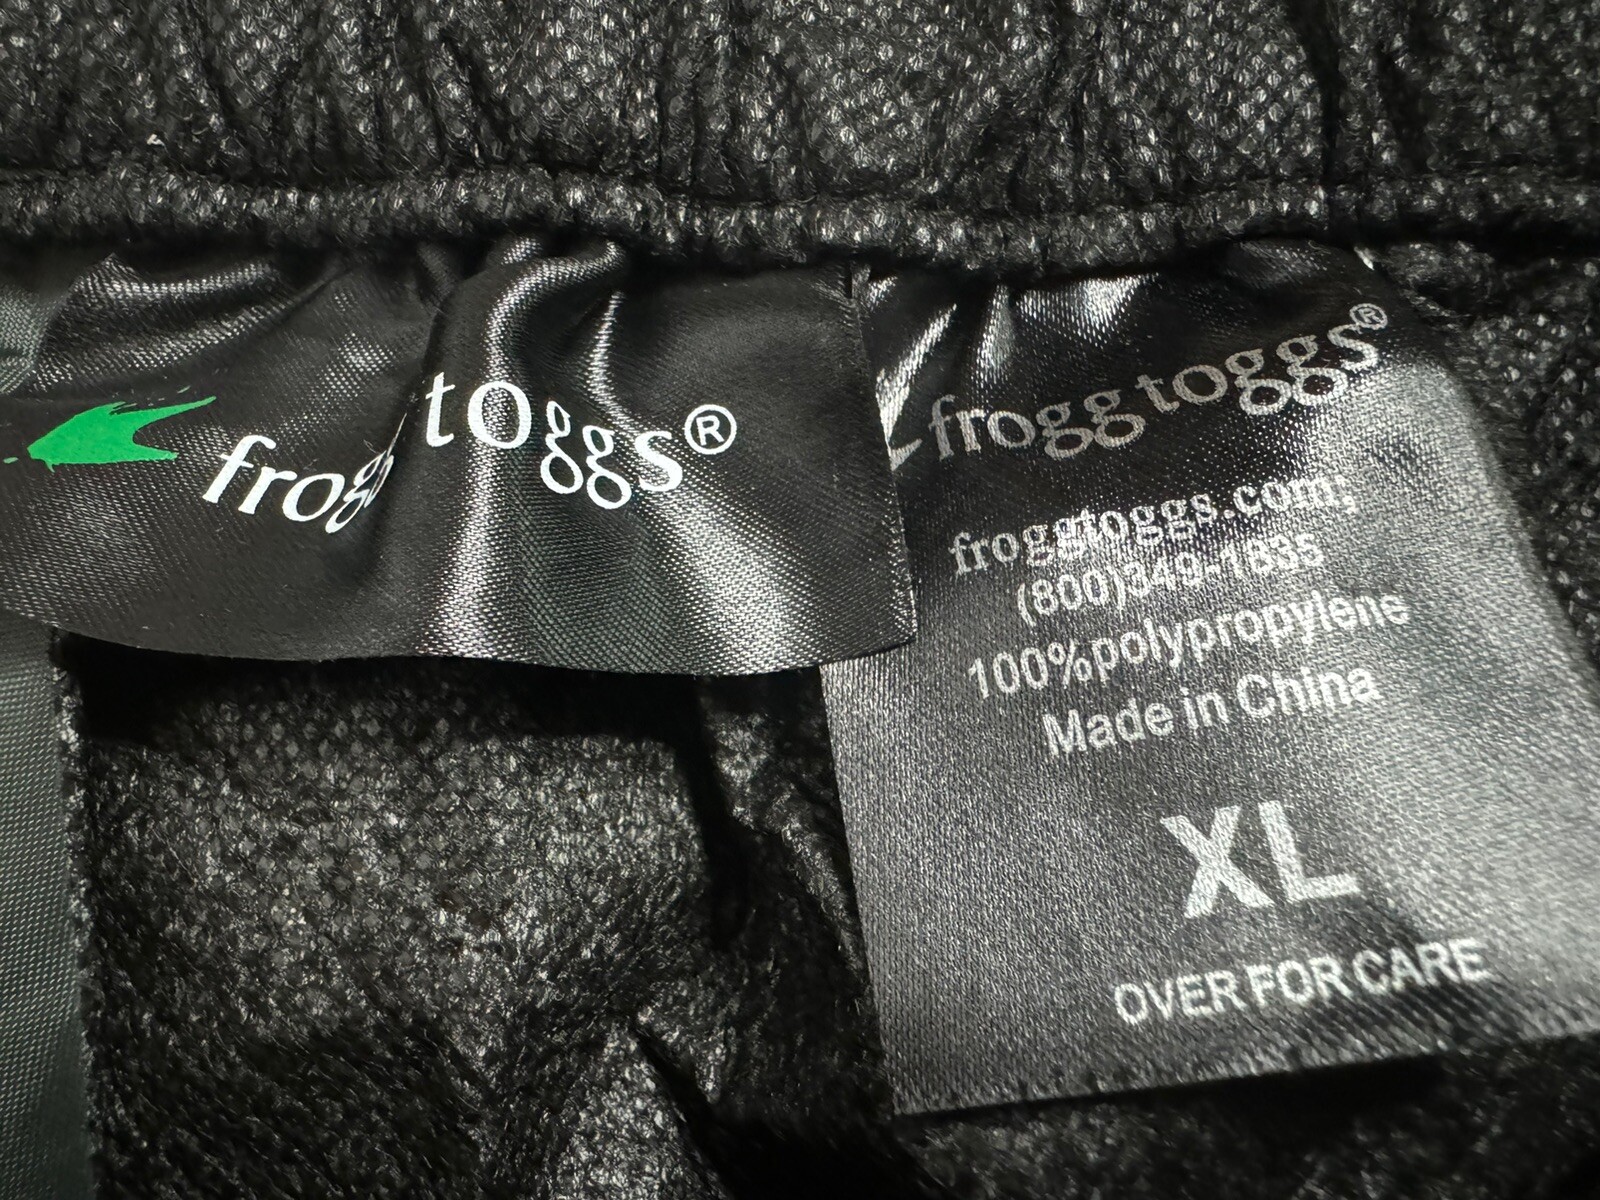 frogg toggs®
frogg toggs®
froggtoggs.com;
(800)349-1835
100%polypropylene
Made in China
XL
OVER FOR CARE